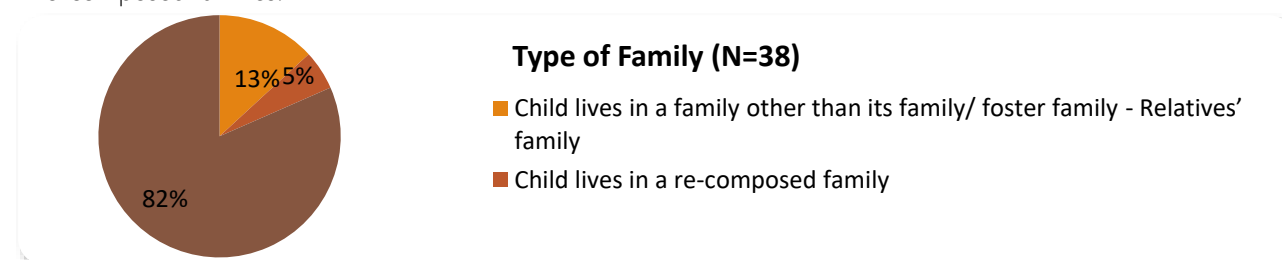 Type of Family (N=38)
13%
5%
82%
Child lives in a family other than its family/ foster family - Relatives'
family
Child lives in a re-composed family